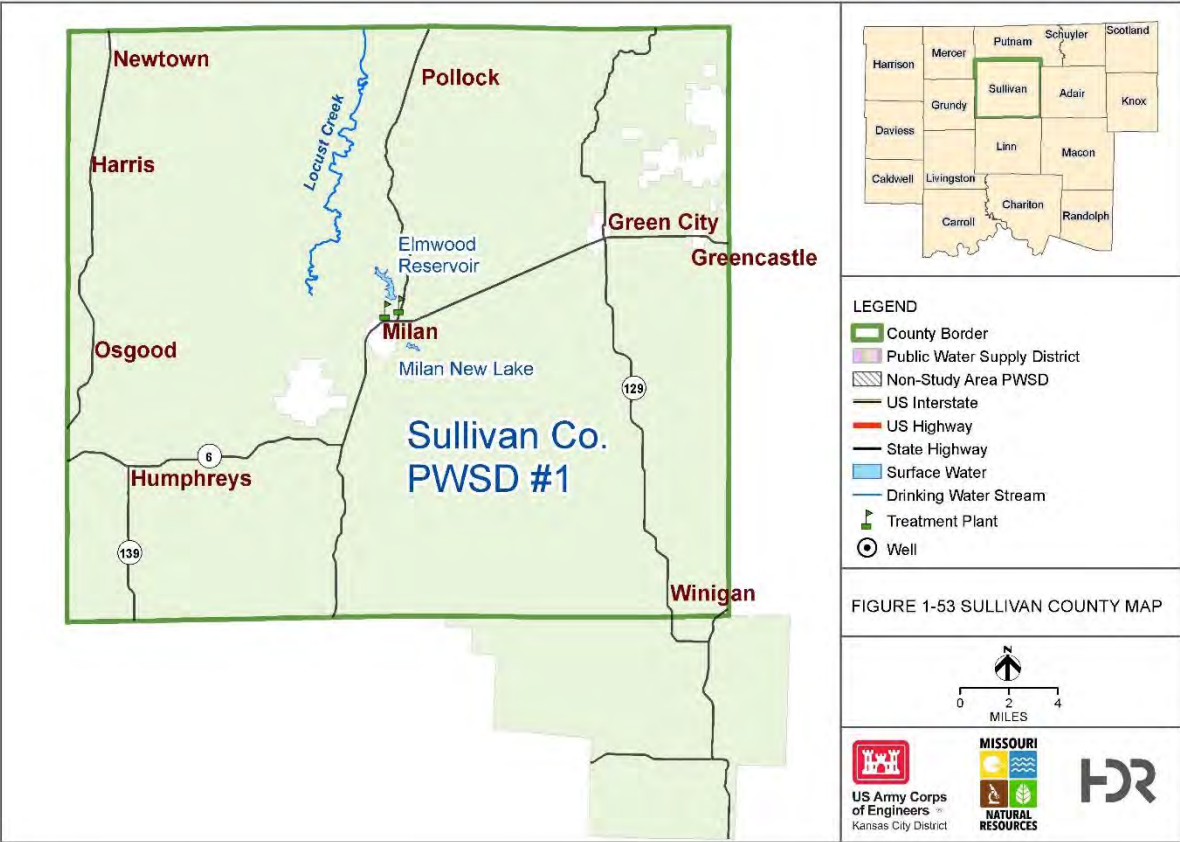 Newtown
Pollock
Locust Creek
Harris
Green City
Elmwood
Reservoir
Greencastle
Milan
Osgood
Milan New Lake
129
Sullivan Co.
PWSD #1
6
Humphreys
139
Winigan
Scotland
Schuyler
Putnam
Mercer
Harrison
Sullivan
Adair
Knox
Grundy
Daviess
Linn
Macon
Caldwell
Livingston
Chariton
Randolph
Carroll
LEGEND
County Border
Public Water Supply District
Non-Study Area PWSD
US Interstate
US Highway
State Highway
Surface Water
Drinking Water Stream
Treatment Plant
Well
FIGURE 1-53 SULLIVAN COUNTY MAP
N
0 2 4
MILES
US Army Corps
of Engineers
Kansas City District
MISSOURI
NATURAL
RESOURCES
HDR